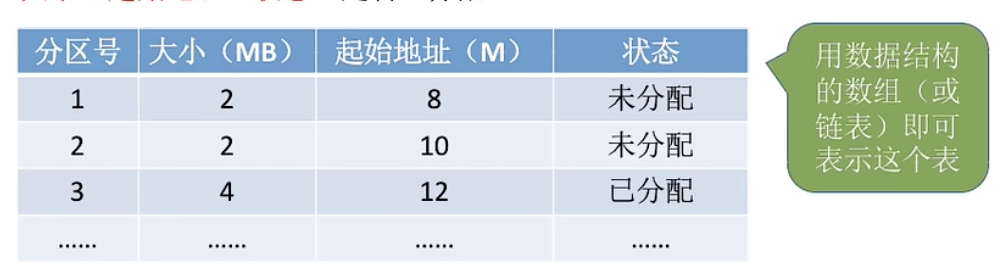 分区号 大小（MB） 起始地址（M） 状态
1 2 8 未分配
2 2 10 未分配
3 4 12 已分配
...... ...... ...... ......
用数据结构
的数组（或
链表）即可
表示这个表